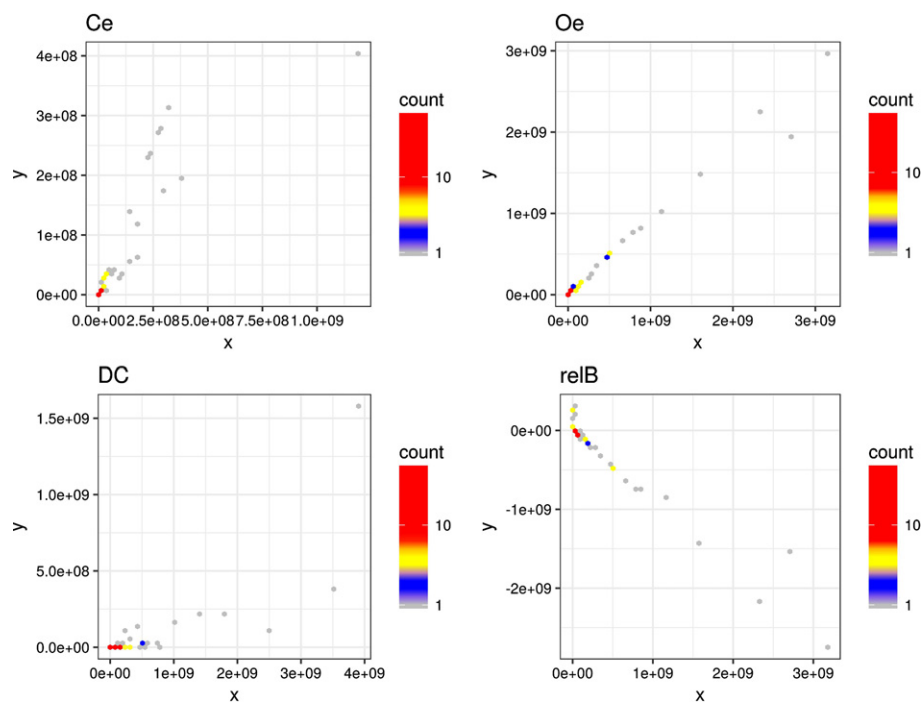 Ce
4e+08
3e+08
2e+08
1e+08
0e+00
y
0.0e+002.5e+085.0e+087.5e+081.0e+09
x
count
10
1
Oe
3e+09
2e+09
1e+09
0e+00
y
0e+00 1e+09 2e+09 3e+09
x
count
10
1
DC
1.5e+09
1.0e+09
5.0e+08
0.0e+00
y
0e+00 1e+09 2e+09 3e+09 4e+09
x
count
10
1
relB
0e+00
-1e+09
-2e+09
y
0e+00 1e+09 2e+09 3e+09
x
count
10
1